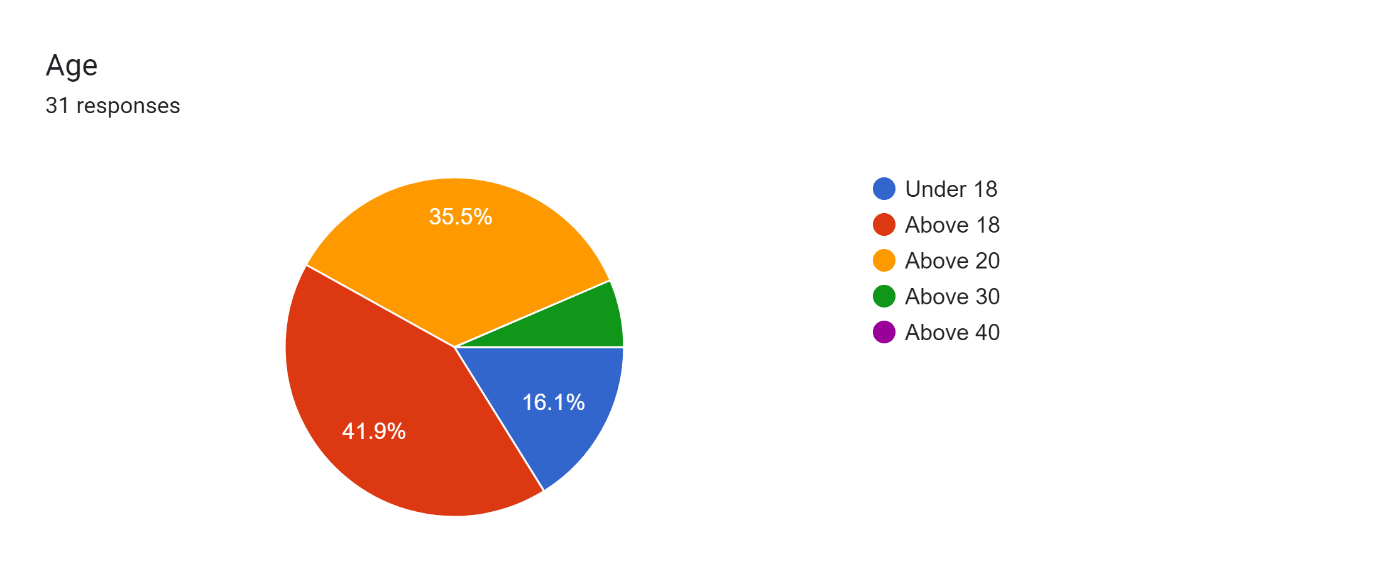 Age
31 responses
35.5%
16.1%
41.9%
Under 18
Above 18
Above 20
Above 30
Above 40